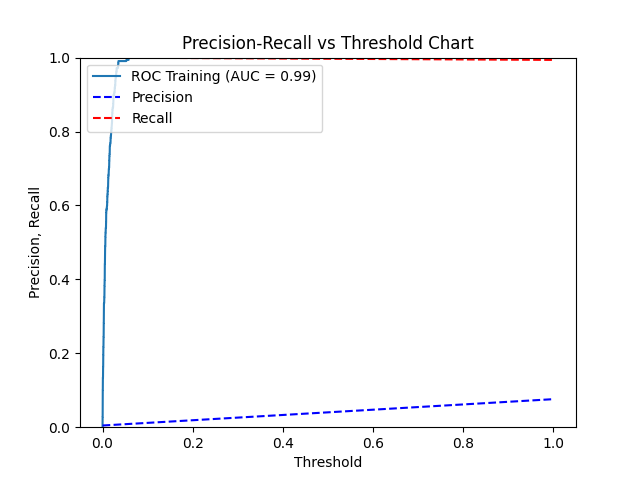 Precision-Recall vs Threshold Chart
1.0
0.8
0.6
0.4
0.2
0.0
Precision, Recall
ROC Training (AUC = 0.99)
Precision
Recall
0.0 0.2 0.4 0.6 0.8 1.0
Threshold